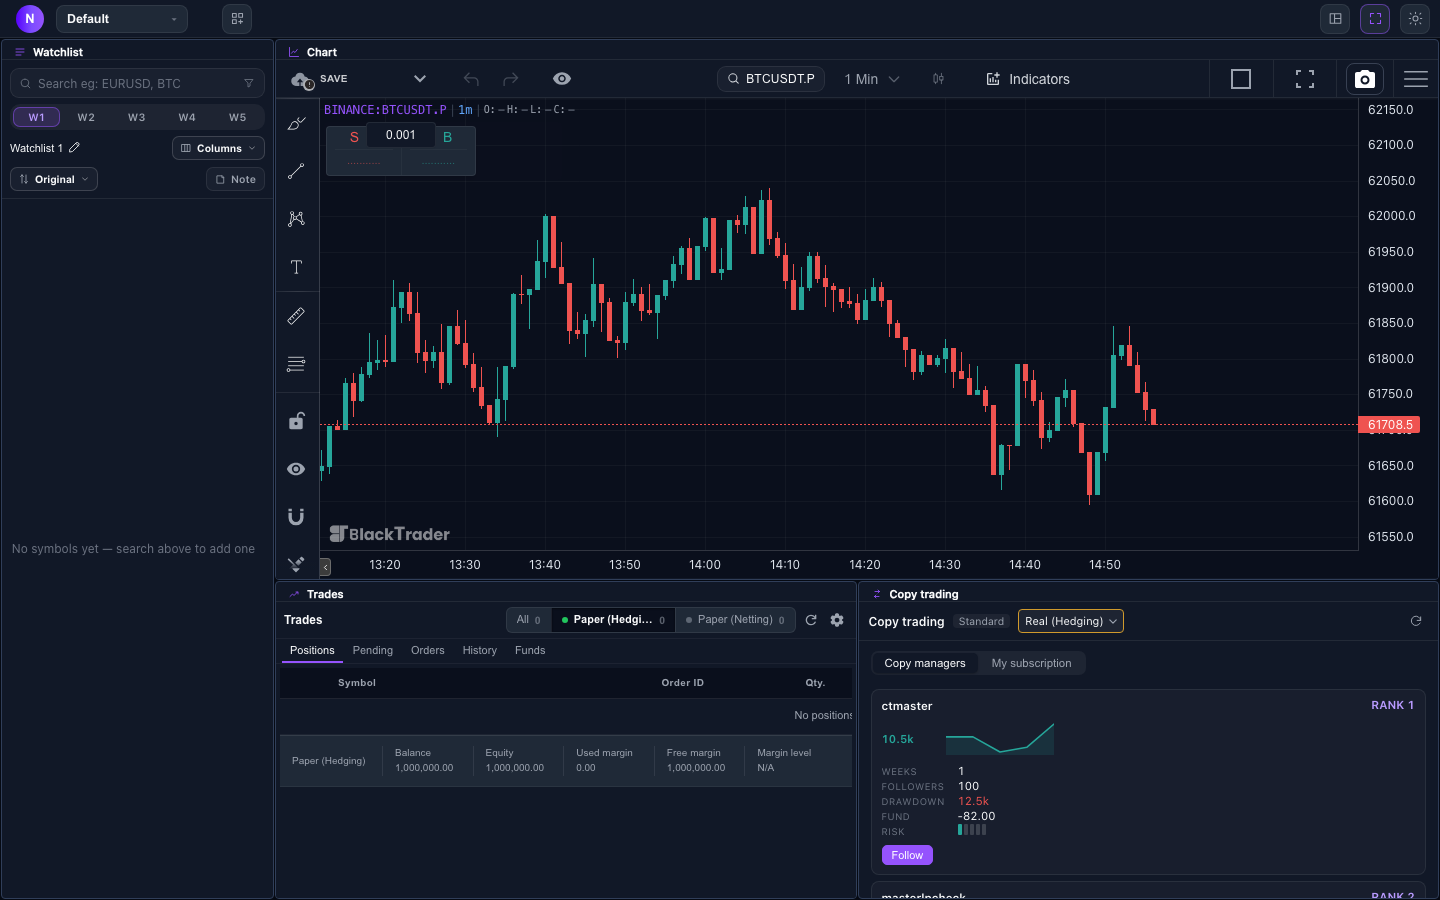 N
Default
Watchlist
Search eg: EURUSD, BTC
W1 W2 W3 W4 W5
Watchlist 1
Columns
Original
Note
No symbols yet — search above to add one
Chart
SAVE
BTCUSDT.P
1 Min
Indicators
BINANCE:BTCUSDT.P 1m O: – H: – L: – C: –
S 0.001 B
62150.0
62100.0
62050.0
62000.0
61950.0
61900.0
61850.0
61800.0
61750.0
61708.5
61650.0
61600.0
61550.0
BlackTrader
13:20 13:30 13:40 13:50 14:00 14:10 14:20 14:30 14:40 14:50
Trades
Trades
All 0 Paper (Hedgi... 0 Paper (Netting) 0
Positions Pending Orders History Funds
Symbol Order ID Qty.
No positions
Paper (Hedging)
Balance Equity Used margin Free margin Margin level
1,000,000.00 1,000,000.00 0.00 1,000,000.00 N/A
Copy trading
Copy trading Standard Real (Hedging)
Copy managers My subscription
ctmaster RANK 1
10.5k
WEEKS 1
FOLLOWERS 100
DRAWDOWN 12.5k
FUND -82.00
RISK
Follow
RANK 2